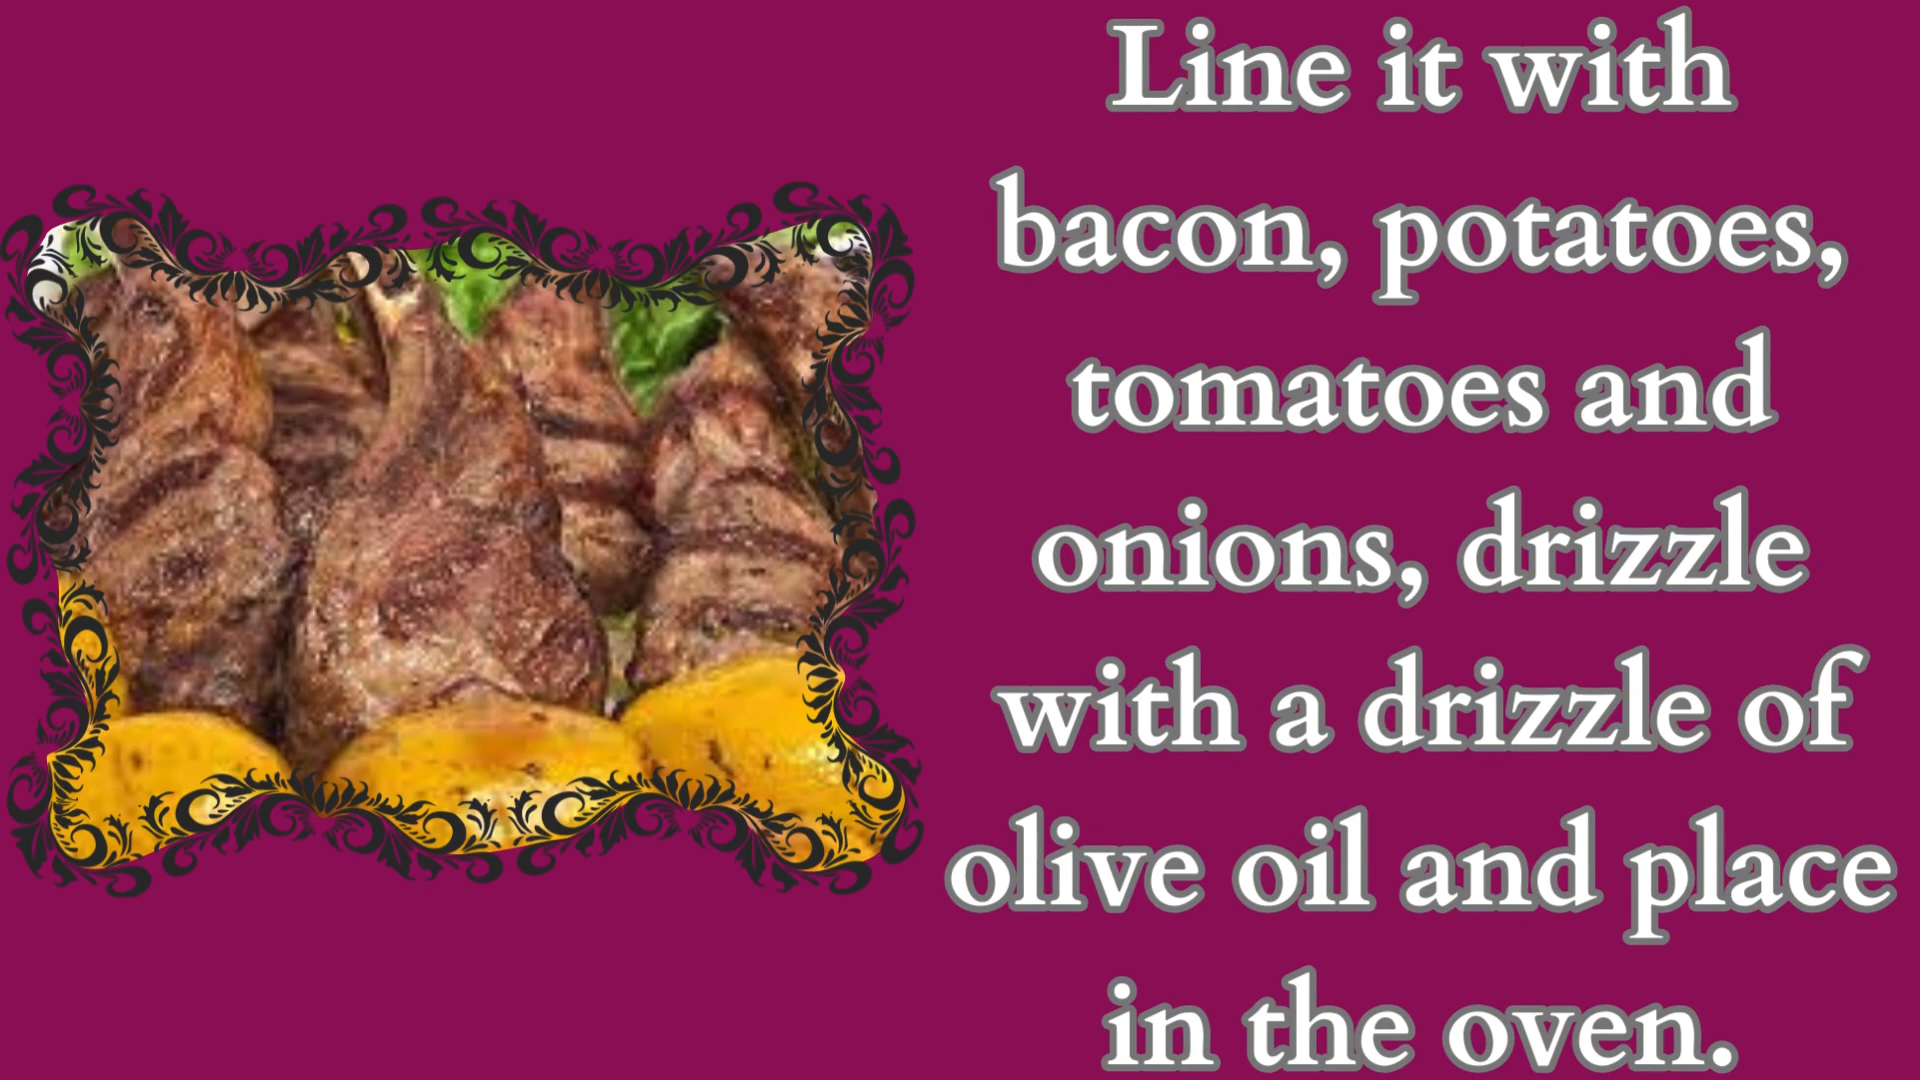 Line it with
bacon, potatoes,
tomatoes and
onions, drizzle
with a drizzle of
olive oil and place
in the oven.